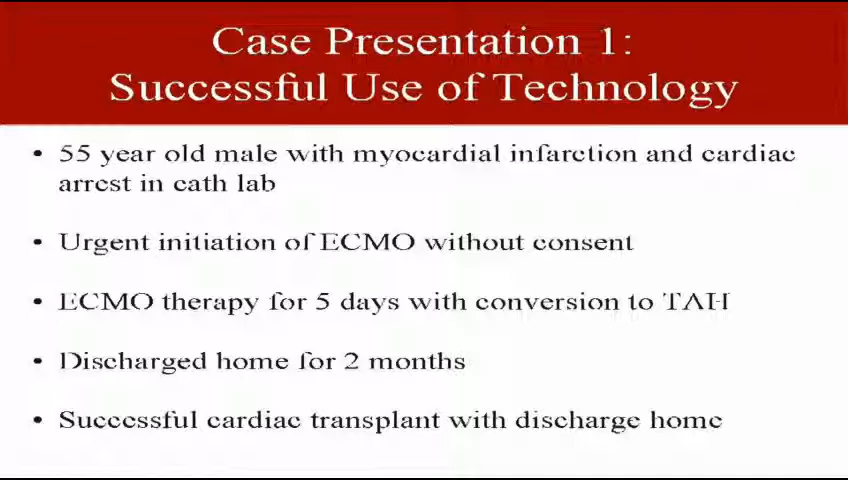 Case Presentation 1:
Successful Use of Technology
• 55 year old male with myocardial infarction and cardiac
arrest in cath lab
• Urgent initiation of ECMO without consent
• ECMO therapy for 5 days with conversion to TAH
• Discharged home for 2 months
• Successful cardiac transplant with discharge home